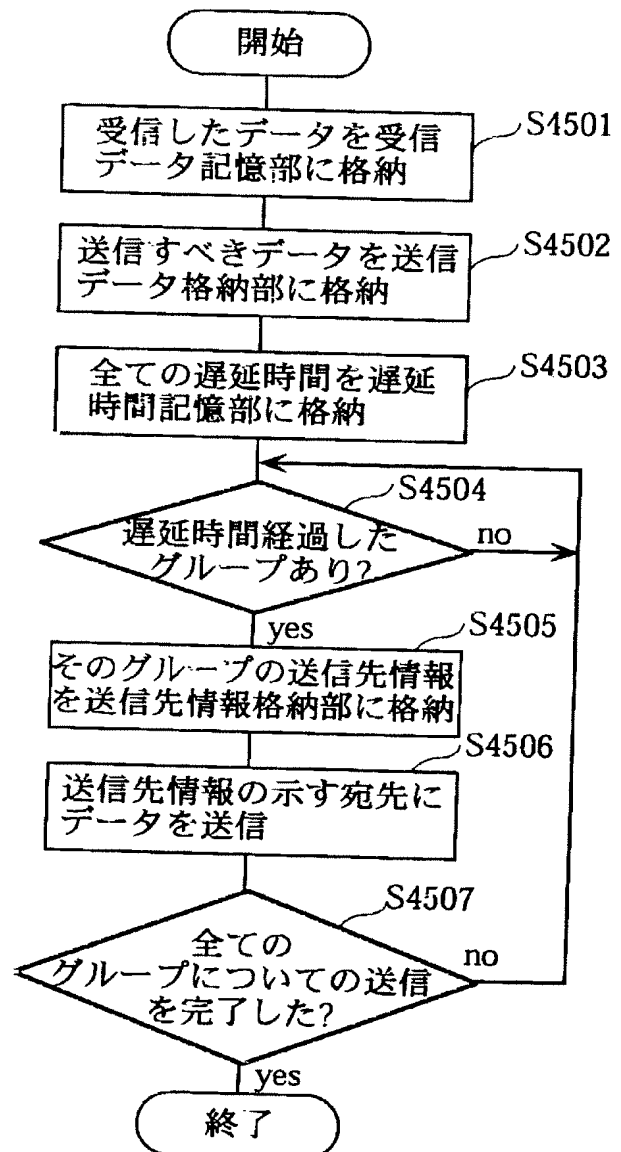 開始
受信したデータを受信
データ記憶部に格納
S4501
送信すべきデータを送信
データ格納部に格納
S4502
全ての遅延時間を遅延
時間記憶部に格納
S4503
S4504
遅延時間経過した
グループあり?
no
yes
S4505
そのグループの送信先情報
を送信先情報格納部に格納
S4506
送信先情報の示す宛先に
データを送信
S4507
全ての
グループについての送信
を完了した?
no
yes
終了